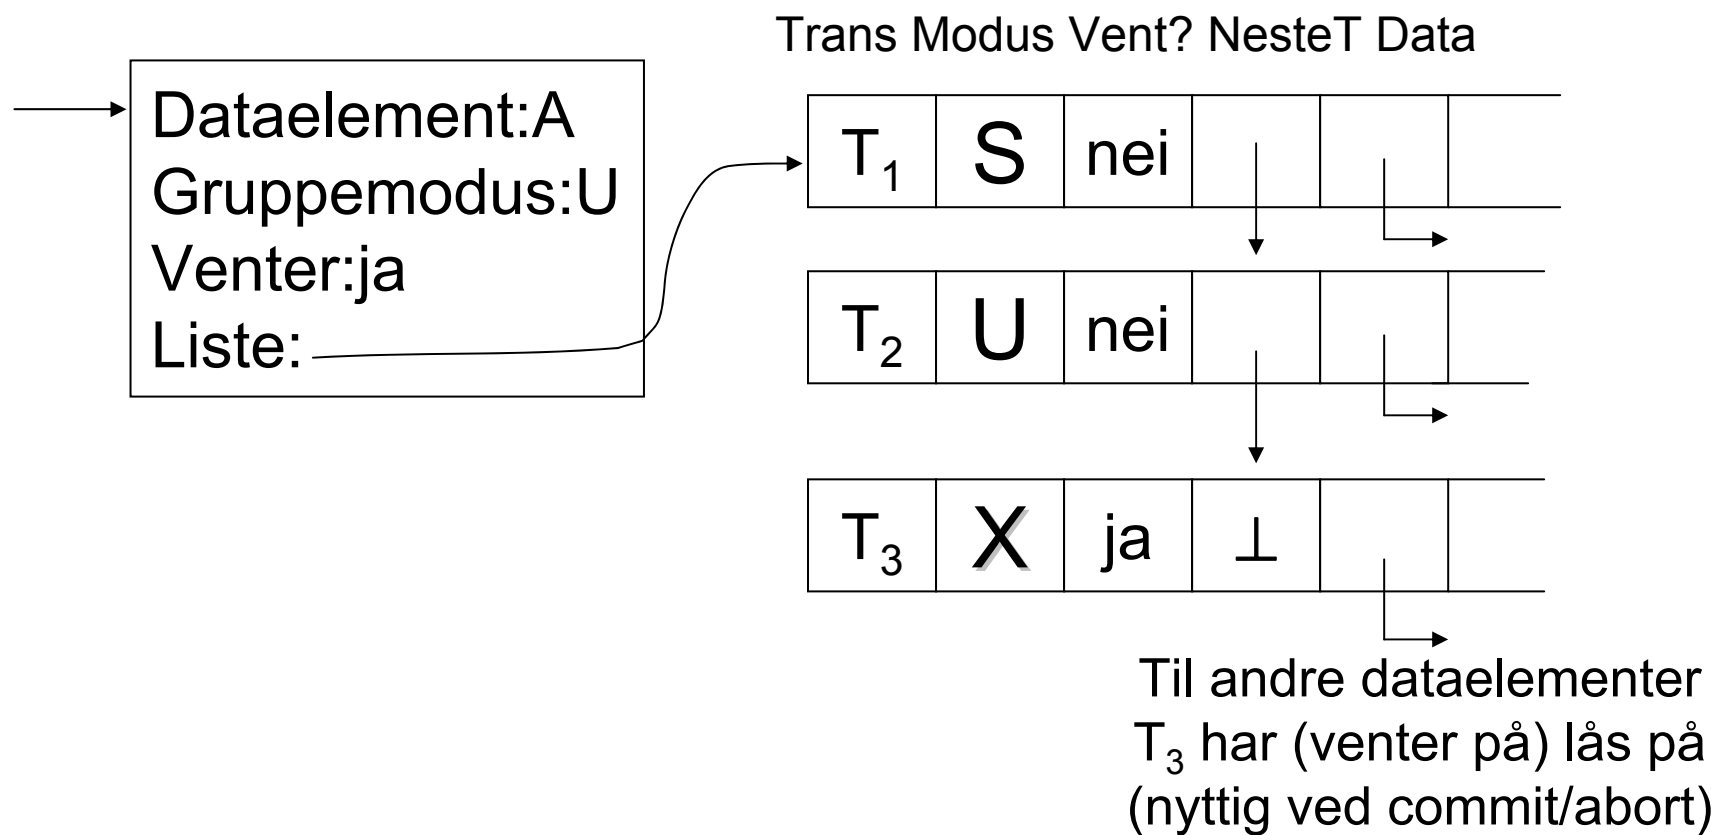 Trans Modus Vent? NesteT Data
Dataelement:A
Gruppemodus:U
Venter:ja
Liste:
T₁ S nei
T₂ U nei
T₃ X ja ⊥
Til andre dataelementer
T₃ har (venter på) lås på
(nyttig ved commit/abort)